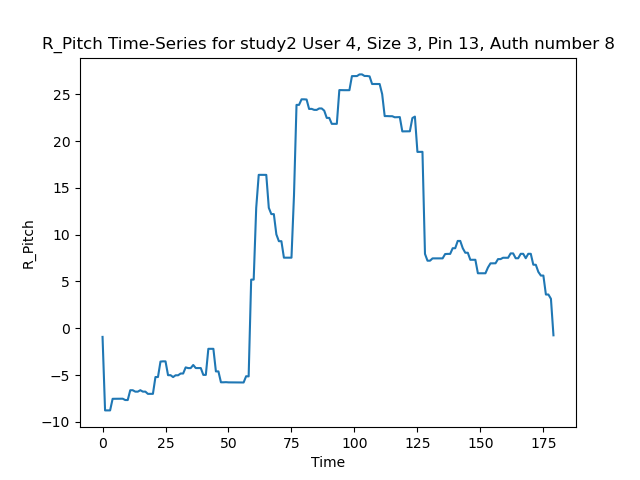 R_Pitch Time-Series for study2 User 4, Size 3, Pin 13, Auth number 8
25
20
15
10
5
0
−5
−10
R_Pitch
0 25 50 75 100 125 150 175
Time